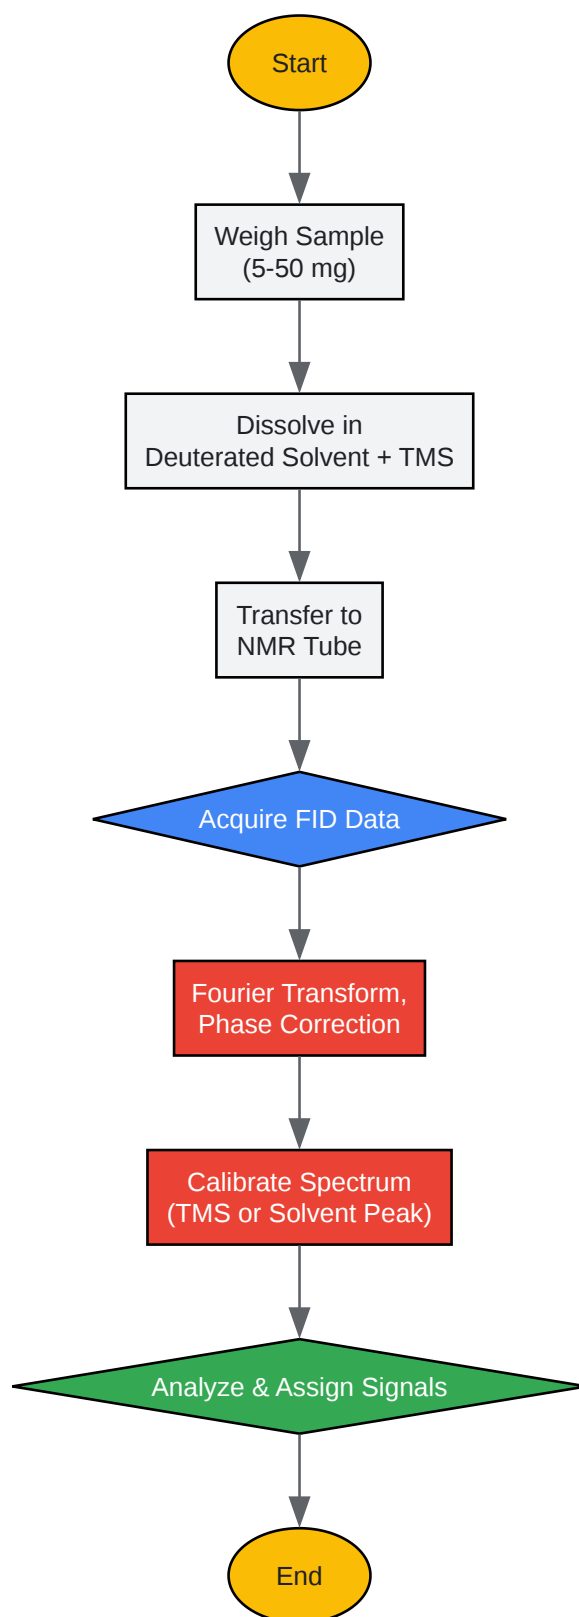 Start
Weigh Sample
(5-50 mg)
Dissolve in
Deuterated Solvent + TMS
Transfer to
NMR Tube
Acquire FID Data
Fourier Transform,
Phase Correction
Calibrate Spectrum
(TMS or Solvent Peak)
Analyze & Assign Signals
End